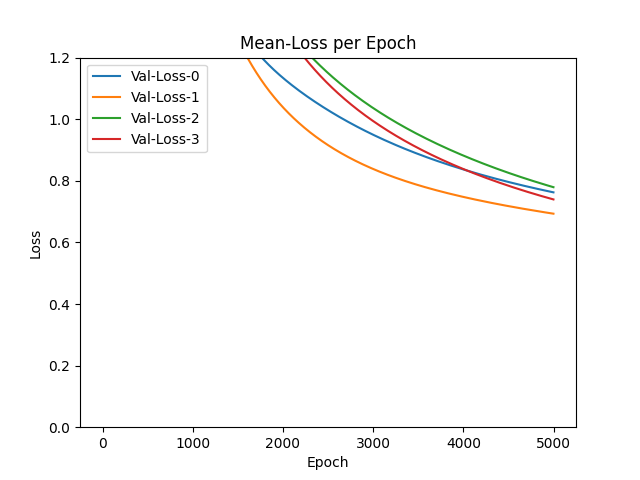 Mean-Loss per Epoch
Val-Loss-0
Val-Loss-1
Val-Loss-2
Val-Loss-3
Loss
1.2
1.0
0.8
0.6
0.4
0.2
0.0
0 1000 2000 3000 4000 5000
Epoch